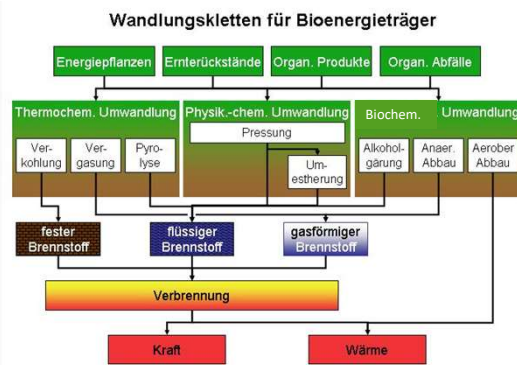 Wandlungskletten für Bioenergieträger
Energiepflanzen
Ernterückstände
Organ. Produkte
Organ. Abfälle
Thermochem. Umwandlung
Physik.-chem. Umwandlung
Biochem. Umwandlung
Pressung
Ver-
kohlung
Ver-
gasung
Pyro-
lyse
Um-
estherung
Alkohol-
gärung
Anaer.
Abbau
Aerober
Abbau
fester
Brennstoff
flüssiger
Brennstoff
gasförmiger
Brennstoff
Verbrennung
Kraft
Wärme